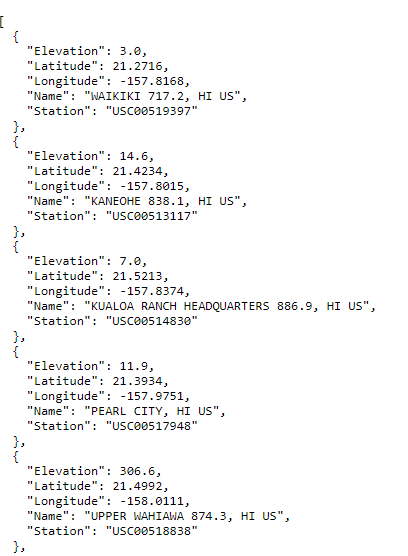 [
  {
    "Elevation": 3.0,
    "Latitude": 21.2716,
    "Longitude": -157.8168,
    "Name": "WAIKIKI 717.2, HI US",
    "Station": "USC00519397"
  },
  {
    "Elevation": 14.6,
    "Latitude": 21.4234,
    "Longitude": -157.8015,
    "Name": "KANEOHE 838.1, HI US",
    "Station": "USC00513117"
  },
  {
    "Elevation": 7.0,
    "Latitude": 21.5213,
    "Longitude": -157.8374,
    "Name": "KUALOA RANCH HEADQUARTERS 886.9, HI US",
    "Station": "USC00514830"
  },
  {
    "Elevation": 11.9,
    "Latitude": 21.3934,
    "Longitude": -157.9751,
    "Name": "PEARL CITY, HI US",
    "Station": "USC00517948"
  },
  {
    "Elevation": 306.6,
    "Latitude": 21.4992,
    "Longitude": -158.0111,
    "Name": "UPPER WAHIAWA 874.3, HI US",
    "Station": "USC00518838"
  },